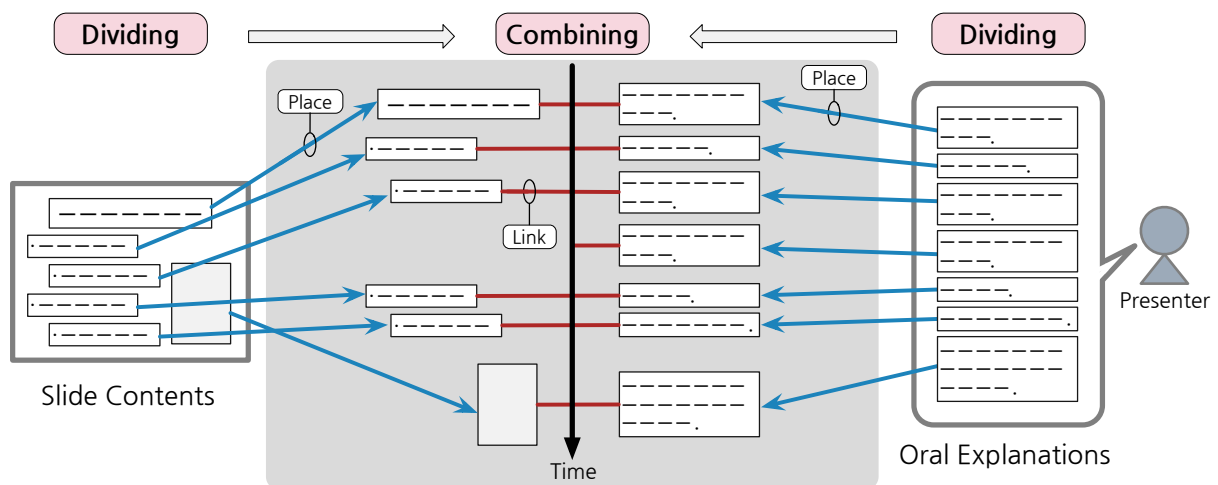 Dividing
Combining
Dividing
Place
Place
Link
Presenter
Slide Contents
Oral Explanations
Time